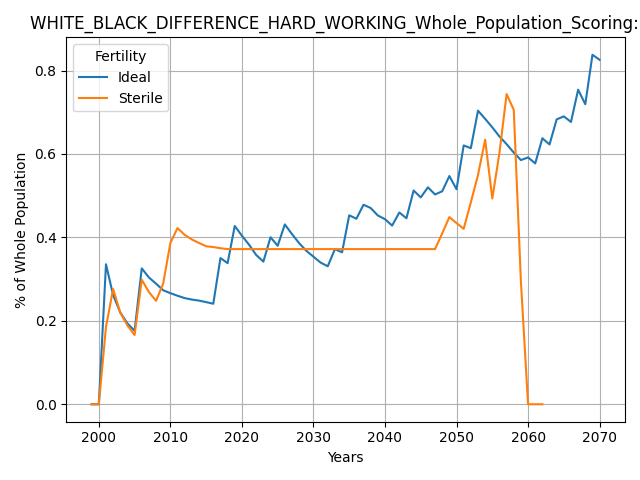 WHITE_BLACK_DIFFERENCE_HARD_WORKING_Whole_Population_Scoring:
Fertility
Ideal
Sterile
% of Whole Population
0.8
0.6
0.4
0.2
0.0
2000 2010 2020 2030 2040 2050 2060 2070
Years